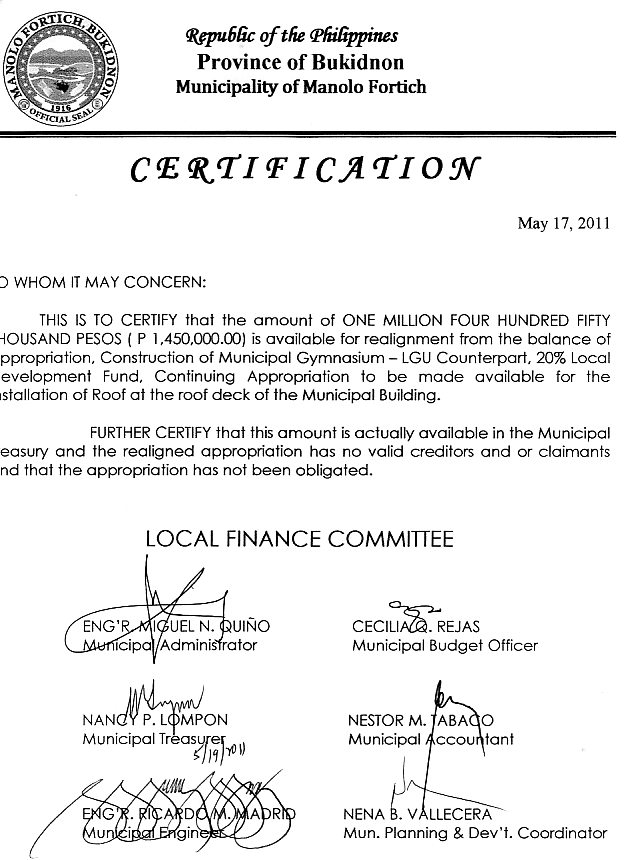 MANOLO FORTICH, BUKIDNON
1916
OFFICIAL SEAL
Republic of the Philippines
Province of Bukidnon
Municipality of Manolo Fortich
CERTIFICATION
May 17, 2011
O WHOM IT MAY CONCERN:
THIS IS TO CERTIFY that the amount of ONE MILLION FOUR HUNDRED FIFTY
HOUSAND PESOS ( P 1,450,000.00) is available for realignment from the balance of
ppropriation, Construction of Municipal Gymnasium – LGU Counterpart, 20% Local
evelopment Fund, Continuing Appropriation to be made available for the
nstallation of Roof at the roof deck of the Municipal Building.
FURTHER CERTIFY that this amount is actually available in the Municipal
reasury and the realigned appropriation has no valid creditors and or claimants
nd that the appropriation has not been obligated.
LOCAL FINANCE COMMITTEE
ENG'R. MIGUEL N. QUIÑO
Municipal Administrator
CECILIA Q. REJAS
Municipal Budget Officer
NANCY P. LOMPON
Municipal Treasurer
5/19/2011
NESTOR M. TABACO
Municipal Accountant
ENG'R. RICARDO M. MADRID
Municipal Engineer
NENA B. VALLECERA
Mun. Planning & Dev't. Coordinator